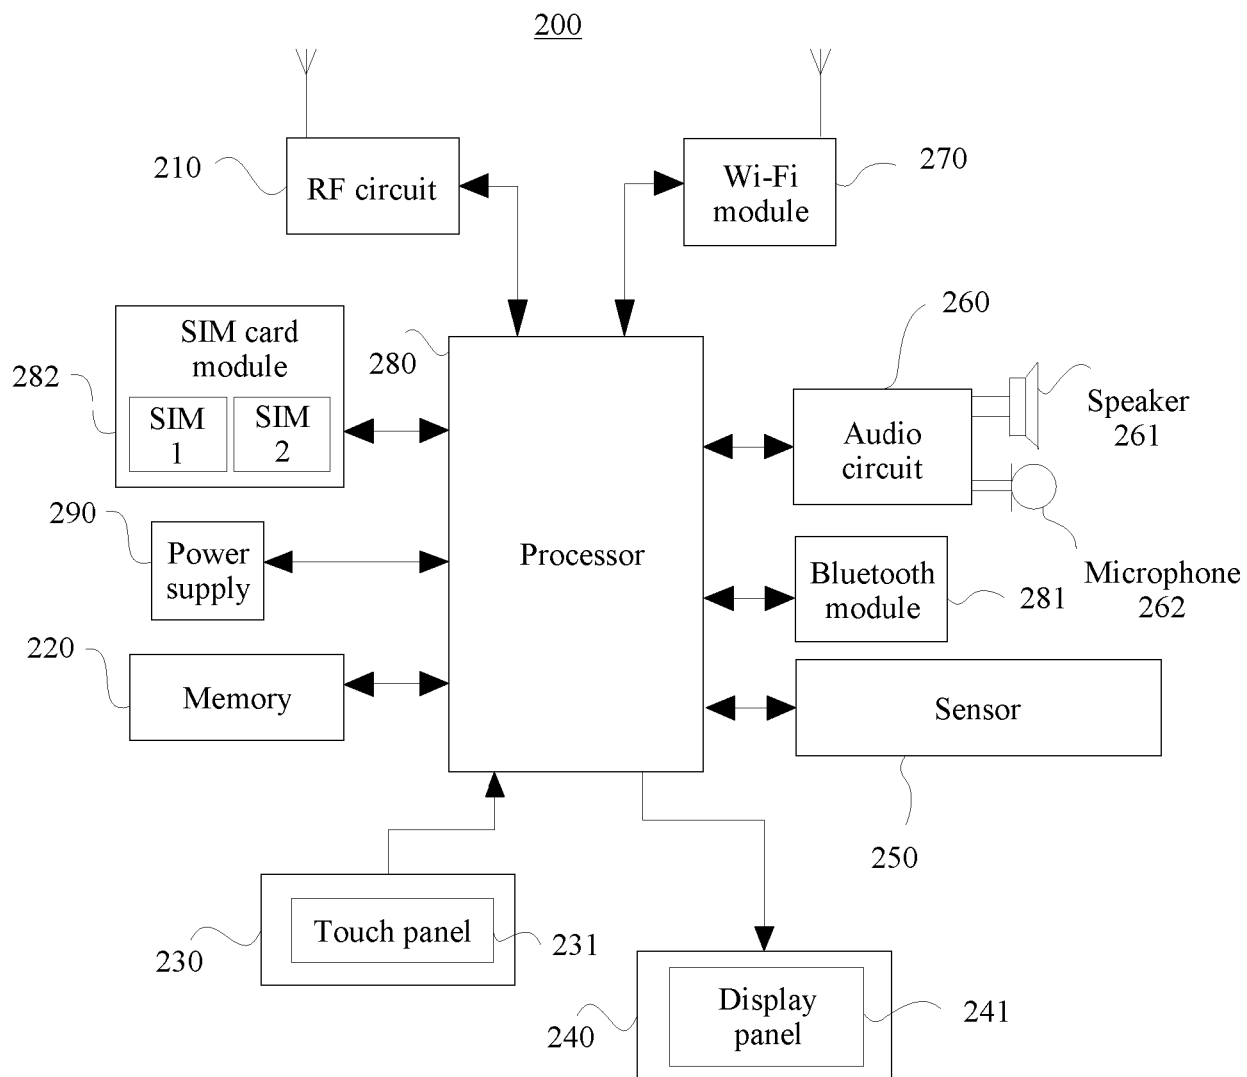 200
210
RF circuit
Wi-Fi
module
270
260
SIM card
module
SIM
1
SIM
2
282
280
Audio
circuit
Speaker
261
290
Power
supply
Processor
Bluetooth
module
281
Microphone
262
220
Memory
Sensor
250
Touch panel
231
230
Display
panel
241
240